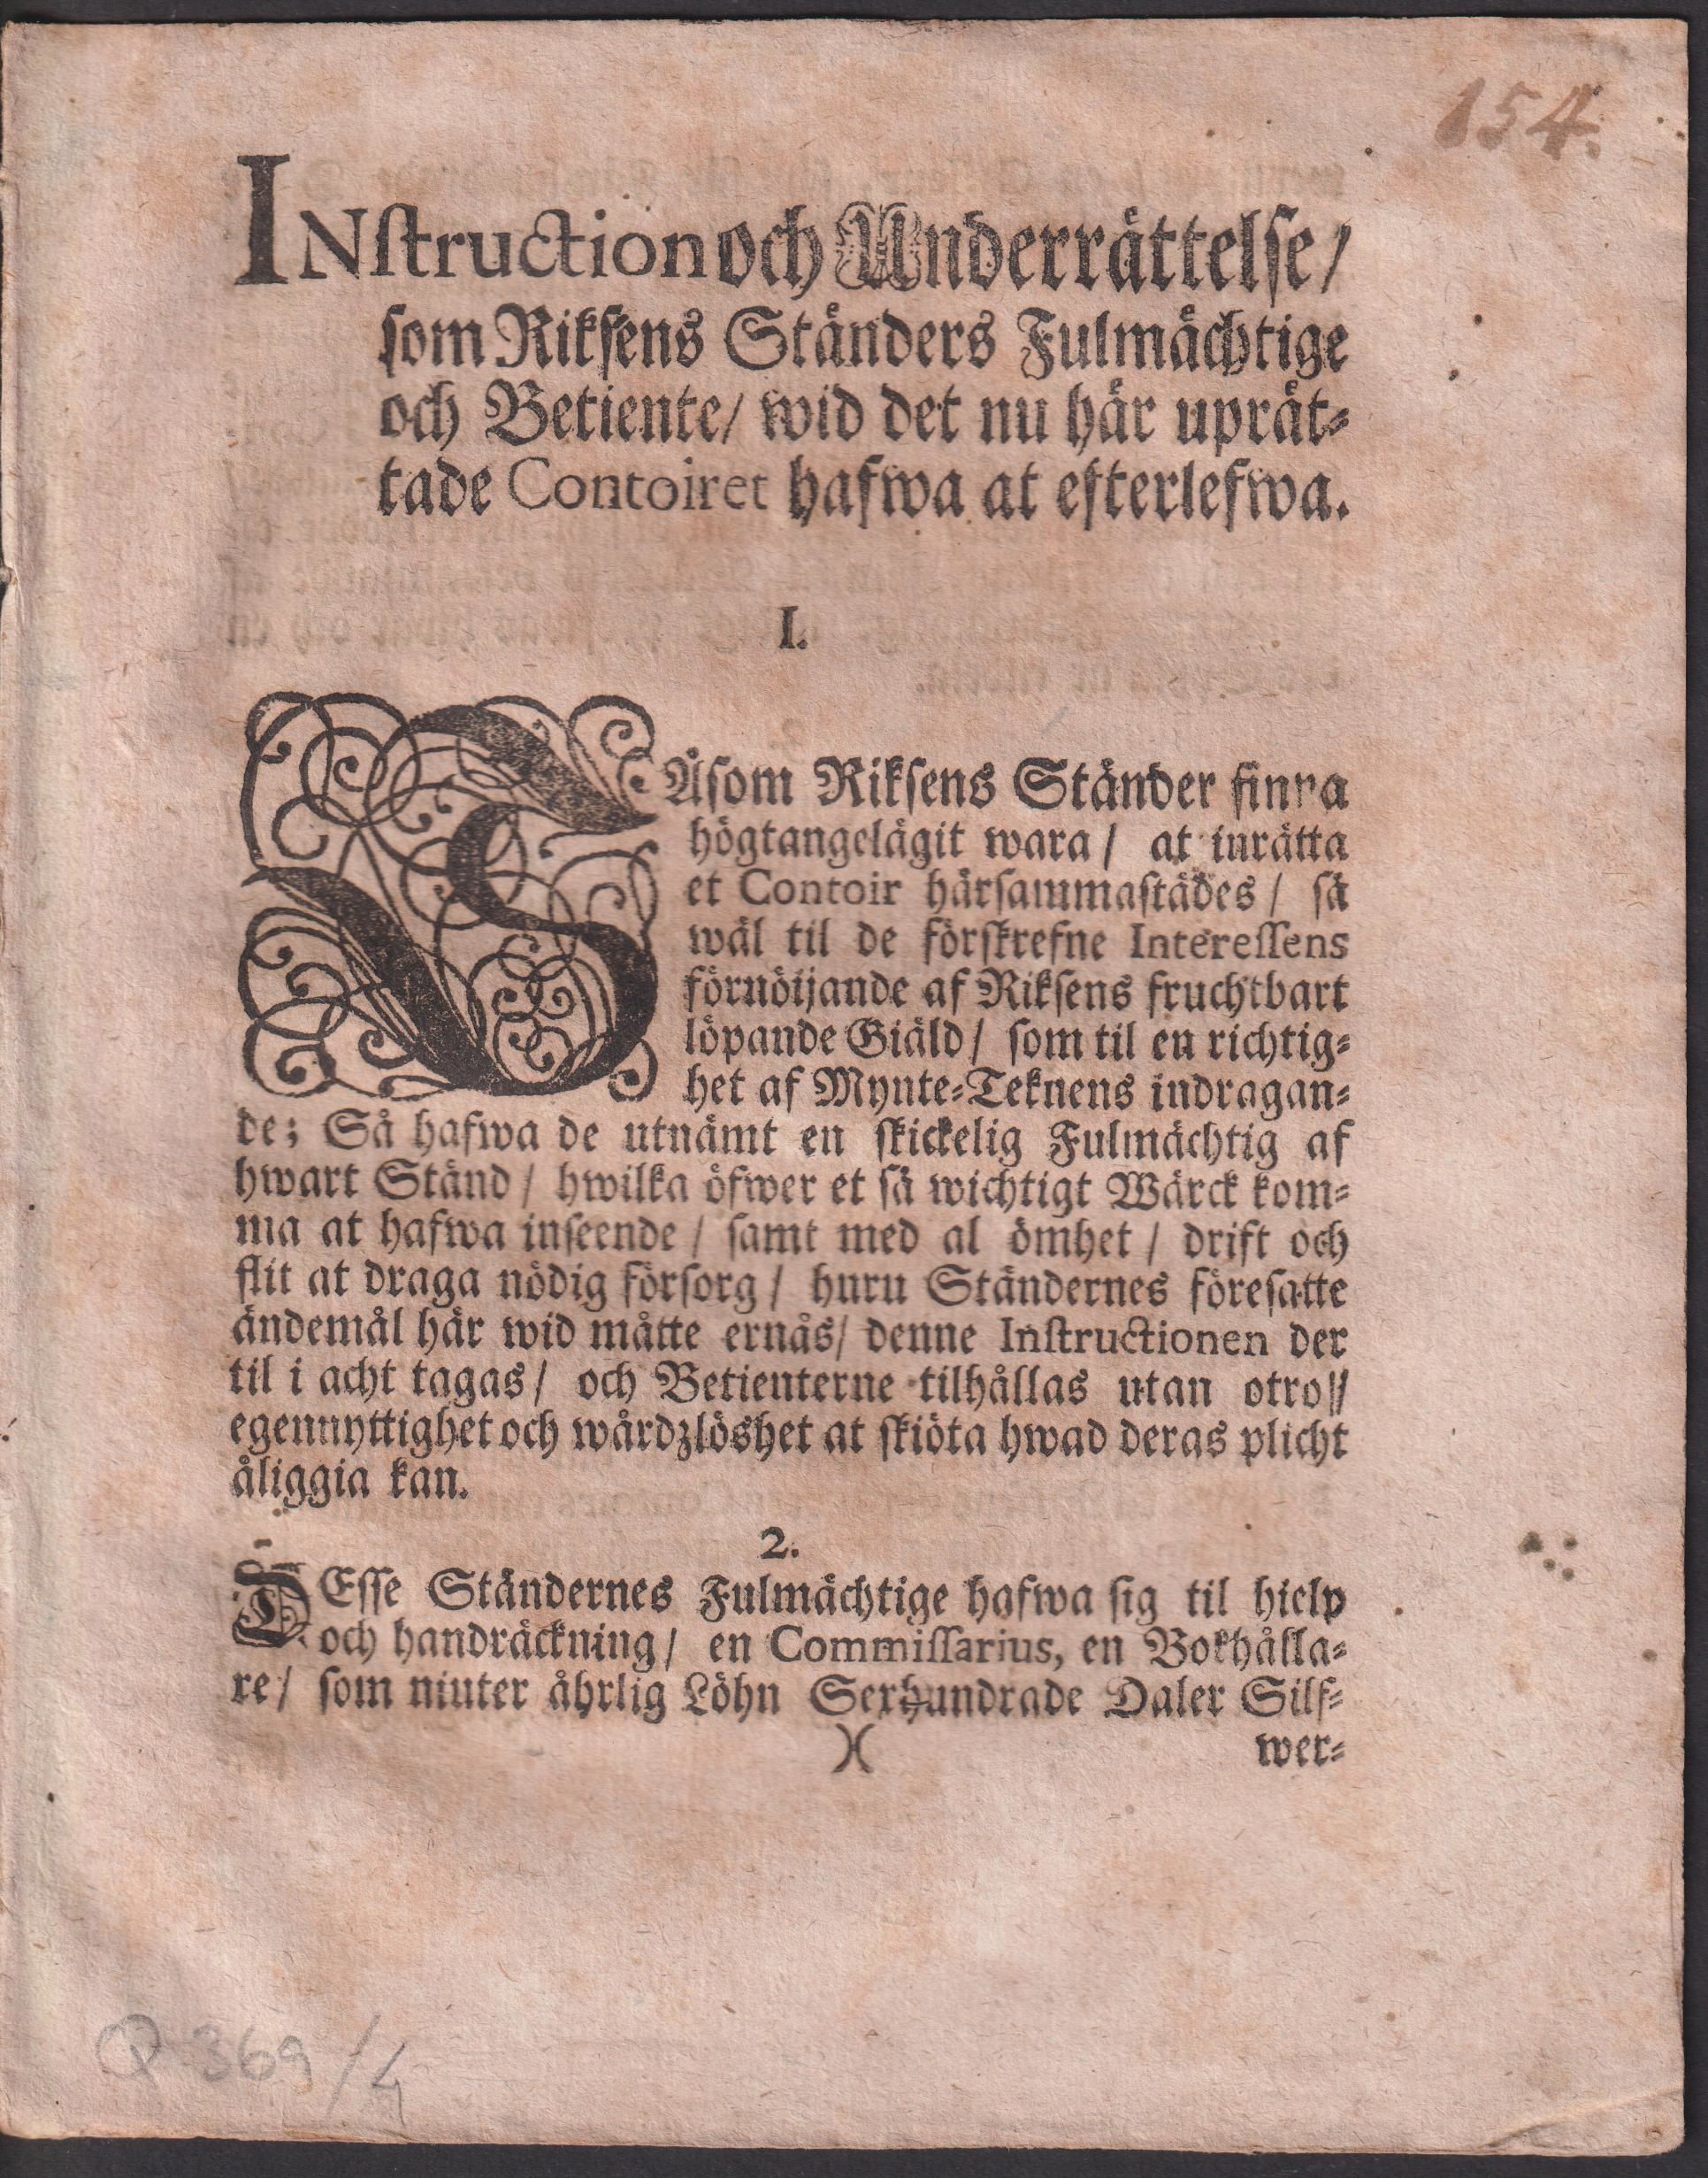 154.
INstruction och Underrättelse/
som Riksens Ständers Fulmächtige
och Betiente/ wid det nu här uprät-
tade Contoiret hafwa at efterlefwa.
I.
SÅsom Riksens Ständer finna
högtangelägit wara / at inrätta
et Contoir härsammastädes / så
wäl til de förskrefne Interessens
förnöijande af Riksens fruchtbart
löpande Giäld / som til en richtig-
het af Mynte-Teknens indragan-
de; Så hafwa de utnämt en skickelig Fulmächtig af
hwart Stånd / hwilka öfwer et så wichtigt Wärck kom-
ma at hafwa inseende / samt med al ömhet / drift och
flit at draga nödig försorg / huru Ständernes föresatte
ändemål här wid måtte ernås/ denne Instructionen der
til i acht tagas / och Betienterne tilhållas utan otro//
egennyttighet och wårdzlöshet at skiöta hwad deras plicht
åliggia kan.
2.
DEsse Ständernes Fulmächtige hafwa sig til hielp
och handräckning/ en Commissarius, en Bokhålla-
re/ som niuter åhrlig Löhn Sexhundrade Daler Silf-
)( wer-
Q 369/4